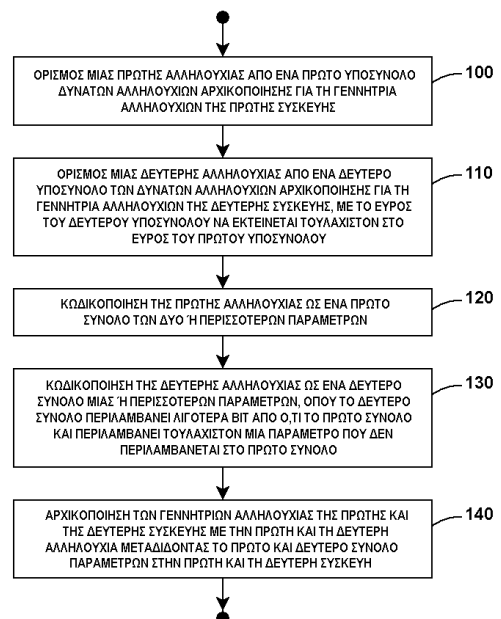 ΟΡΙΣΜΟΣ ΜΙΑΣ ΠΡΩΤΗΣ ΑΛΛΗΛΟΥΧΙΑΣ ΑΠΟ ΕΝΑ ΠΡΩΤΟ ΥΠΟΣΥΝΟΛΟ
ΔΥΝΑΤΩΝ ΑΛΛΗΛΟΥΧΙΩΝ ΑΡΧΙΚΟΠΟΙΗΣΗΣ ΓΙΑ ΤΗ ΓΕΝΝΗΤΡΙΑ
ΑΛΛΗΛΟΥΧΙΩΝ ΤΗΣ ΠΡΩΤΗΣ ΣΥΣΚΕΥΗΣ
100
ΟΡΙΣΜΟΣ ΜΙΑΣ ΔΕΥΤΕΡΗΣ ΑΛΛΗΛΟΥΧΙΑΣ ΑΠΟ ΕΝΑ ΔΕΥΤΕΡΟ
ΥΠΟΣΥΝΟΛΟ ΤΩΝ ΔΥΝΑΤΩΝ ΑΛΛΗΛΟΥΧΙΩΝ ΑΡΧΙΚΟΠΟΙΗΣΗΣ ΓΙΑ ΤΗ
ΓΕΝΝΗΤΡΙΑ ΑΛΛΗΛΟΥΧΙΩΝ ΤΗΣ ΔΕΥΤΕΡΗΣ ΣΥΣΚΕΥΗΣ, ΜΕ ΤΟ ΕΥΡΟΣ
ΤΟΥ ΔΕΥΤΕΡΟΥ ΥΠΟΣΥΝΟΛΟΥ ΝΑ ΕΚΤΕΙΝΕΤΑΙ ΤΟΥΛΑΧΙΣΤΟΝ ΣΤΟ
ΕΥΡΟΣ ΤΟΥ ΠΡΩΤΟΥ ΥΠΟΣΥΝΟΛΟΥ
110
ΚΩΔΙΚΟΠΟΙΗΣΗ ΤΗΣ ΠΡΩΤΗΣ ΑΛΛΗΛΟΥΧΙΑΣ ΩΣ ΕΝΑ ΠΡΩΤΟ
ΣΥΝΟΛΟ ΤΩΝ ΔΥΟ Ή ΠΕΡΙΣΣΟΤΕΡΩΝ ΠΑΡΑΜΕΤΡΩΝ
120
ΚΩΔΙΚΟΠΟΙΗΣΗ ΤΗΣ ΔΕΥΤΕΡΗΣ ΑΛΛΗΛΟΥΧΙΑΣ ΩΣ ΕΝΑ ΔΕΥΤΕΡΟ
ΣΥΝΟΛΟ ΜΙΑΣ Ή ΠΕΡΙΣΣΟΤΕΡΩΝ ΠΑΡΑΜΕΤΡΩΝ, ΟΠΟΥ ΤΟ ΔΕΥΤΕΡΟ
ΣΥΝΟΛΟ ΠΕΡΙΛΑΜΒΑΝΕΙ ΛΙΓΟΤΕΡΑ BIT ΑΠΟ Ο,ΤΙ ΤΟ ΠΡΩΤΟ ΣΥΝΟΛΟ
ΚΑΙ ΠΕΡΙΛΑΜΒΑΝΕΙ ΤΟΥΛΑΧΙΣΤΟΝ ΜΙΑ ΠΑΡΑΜΕΤΡΟ ΠΟΥ ΔΕΝ
ΠΕΡΙΛΑΜΒΑΝΕΤΑΙ ΣΤΟ ΠΡΩΤΟ ΣΥΝΟΛΟ
130
ΑΡΧΙΚΟΠΟΙΗΣΗ ΤΩΝ ΓΕΝΝΗΤΡΙΩΝ ΑΛΛΗΛΟΥΧΙΑΣ ΤΗΣ ΠΡΩΤΗΣ ΚΑΙ
ΤΗΣ ΔΕΥΤΕΡΗΣ ΣΥΣΚΕΥΗΣ ΜΕ ΤΗΝ ΠΡΩΤΗ ΚΑΙ ΤΗ ΔΕΥΤΕΡΗ
ΑΛΛΗΛΟΥΧΙΑ ΜΕΤΑΔΙΔΟΝΤΑΣ ΤΟ ΠΡΩΤΟ ΚΑΙ ΔΕΥΤΕΡΟ ΣΥΝΟΛΟ
ΠΑΡΑΜΕΤΡΩΝ ΣΤΗΝ ΠΡΩΤΗ ΚΑΙ ΤΗ ΔΕΥΤΕΡΗ ΣΥΣΚΕΥΗ
140